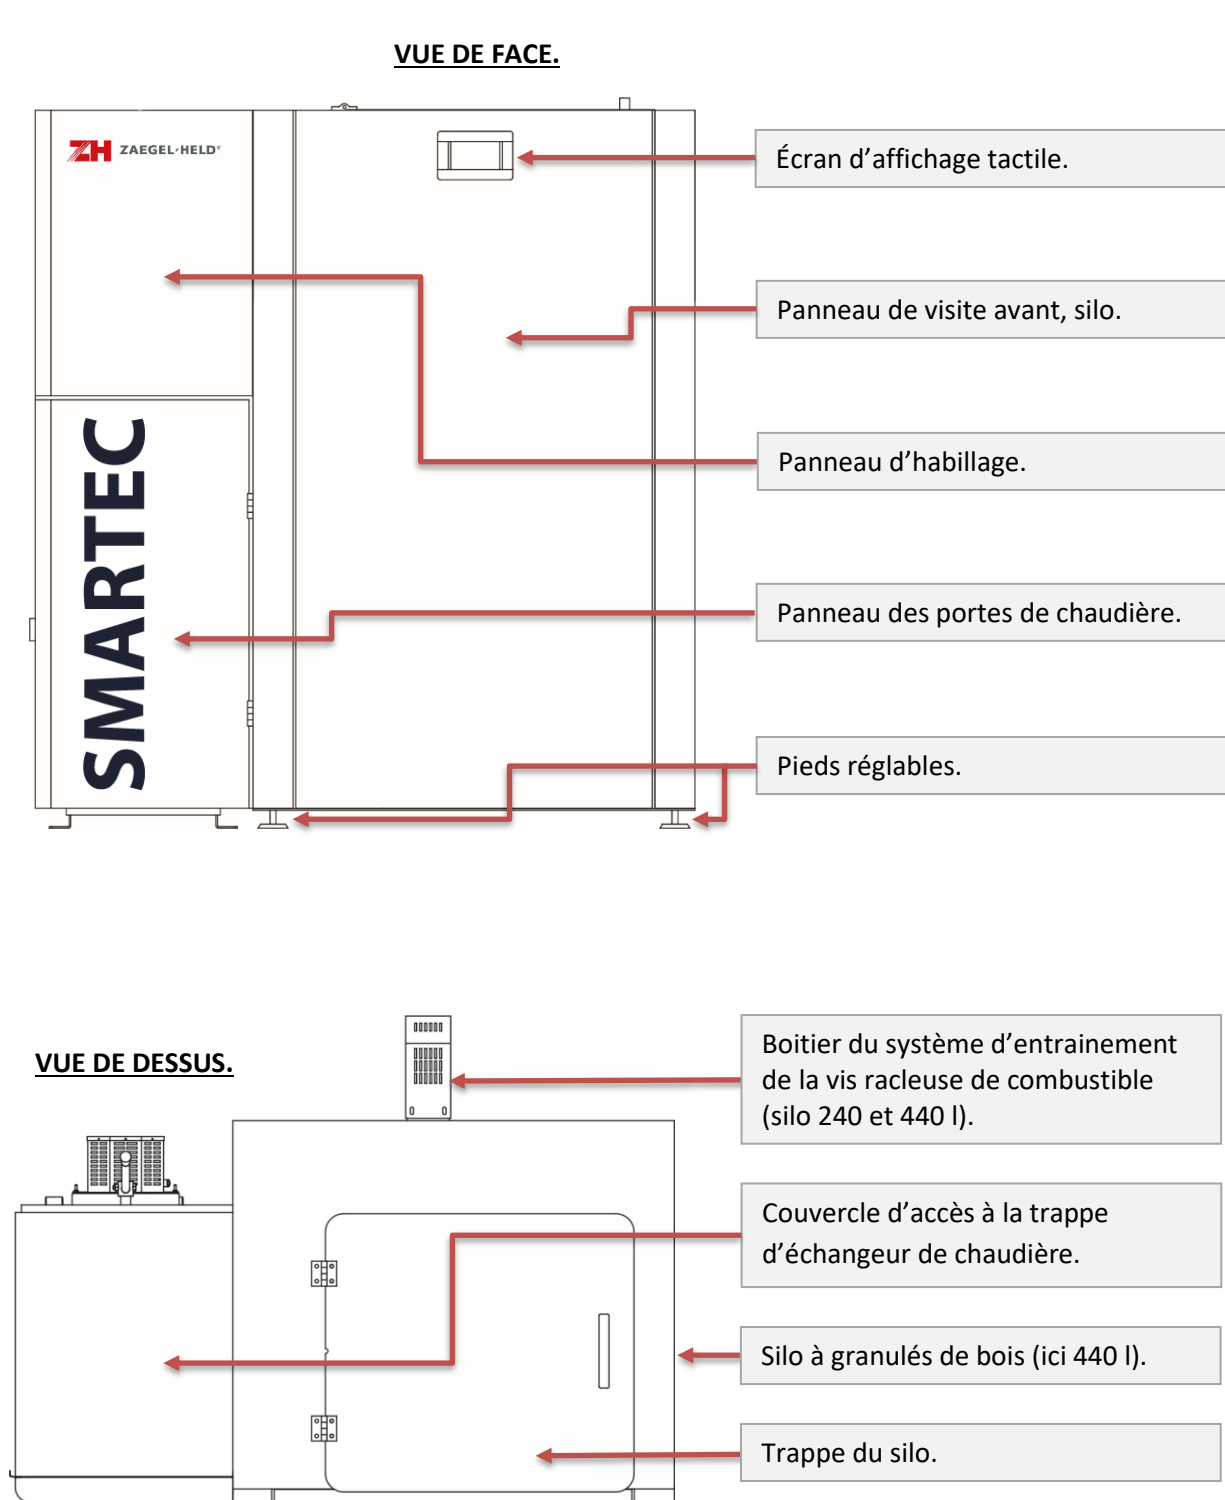 VUE DE FACE.
ZH ZAEGEL-HELD®
Écran d’affichage tactile.
Panneau de visite avant, silo.
Panneau d’habillage.
SMARTEC
Panneau des portes de chaudière.
Pieds réglables.
VUE DE DESSUS.
Boitier du système d’entrainement
de la vis racleuse de combustible
(silo 240 et 440 l).
Couvercle d’accès à la trappe
d’échangeur de chaudière.
Silo à granulés de bois (ici 440 l).
Trappe du silo.